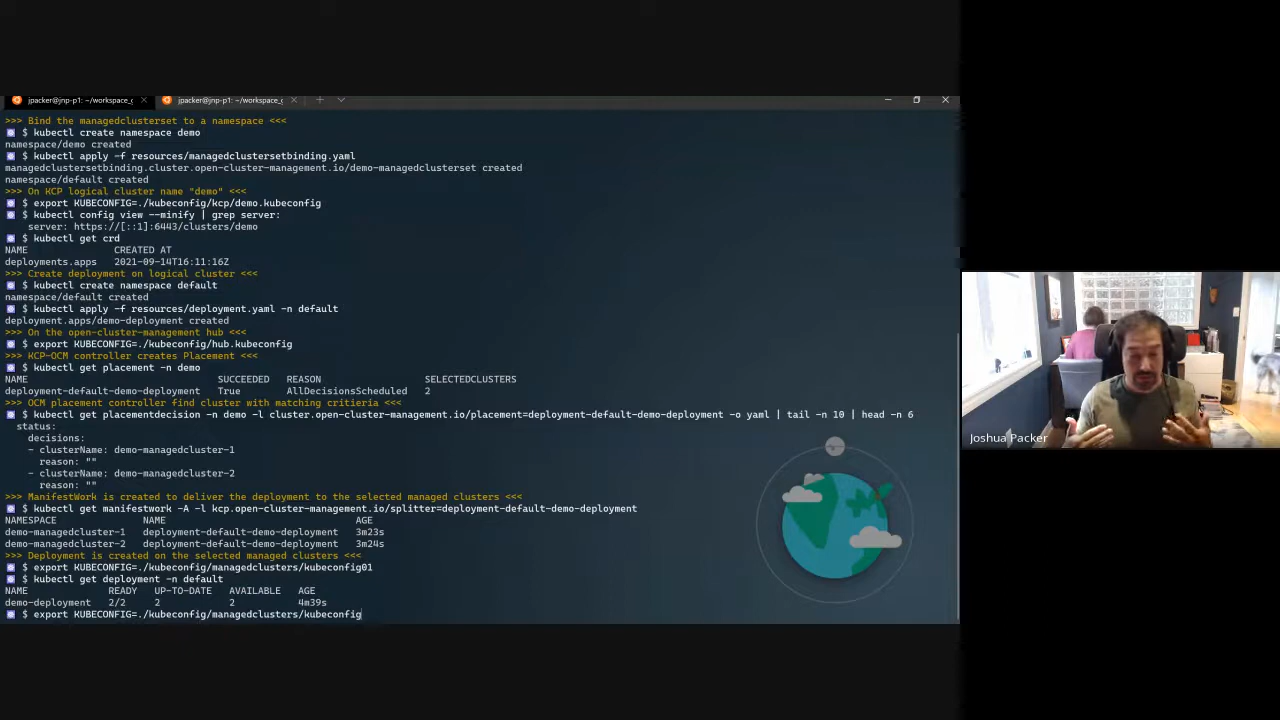 jpacker@jnp-p1: ~/workspace_ jpacker@jnp-p1: ~/workspace_
>>> Bind the managedclusterset to a namespace <<<
$ kubectl create namespace demo
namespace/demo created
$ kubectl apply -f resources/managedclustersetbinding.yaml
managedclustersetbinding.cluster.open-cluster-management.io/demo-managedclusterset created
namespace/default created
>>> On KCP logical cluster name "demo" <<<
$ export KUBECONFIG=./kubeconfig/kcp/demo.kubeconfig
$ kubectl config view --minify | grep server:
server: https://[::1]:6443/clusters/demo
$ kubectl get crd
NAME CREATED AT
deployments.apps 2021-09-14T16:11:16Z
>>> Create deployment on logical cluster <<<
$ kubectl create namespace default
namespace/default created
$ kubectl apply -f resources/deployment.yaml -n default
deployment.apps/demo-deployment created
>>> On the open-cluster-management hub <<<
$ export KUBECONFIG=./kubeconfig/hub.kubeconfig
>>> KCP-OCM controller creates Placement <<<
$ kubectl get placement -n demo
NAME SUCCEEDED REASON SELECTEDCLUSTERS
deployment-default-demo-deployment True AllDecisionsScheduled 2
>>> OCM placement controller find cluster with matching critieria <<<
$ kubectl get placementdecision -n demo -l cluster.open-cluster-management.io/placement=deployment-default-demo-deployment -o yaml | tail -n 10 | head -n 6
status:
decisions:
- clusterName: demo-managedcluster-1
reason: ""
- clusterName: demo-managedcluster-2
reason: ""
>>> ManifestWork is created to deliver the deployment to the selected managed clusters <<<
$ kubectl get manifestwork -A -l kcp.open-cluster-management.io/splitter=deployment-default-demo-deployment
NAMESPACE NAME AGE
demo-managedcluster-1 deployment-default-demo-deployment 3m23s
demo-managedcluster-2 deployment-default-demo-deployment 3m24s
>>> Deployment is created on the selected managed clusters <<<
$ export KUBECONFIG=./kubeconfig/managedclusters/kubeconfig01
$ kubectl get deployment -n default
NAME READY UP-TO-DATE AVAILABLE AGE
demo-deployment 2/2 2 2 4m39s
$ export KUBECONFIG=./kubeconfig/managedclusters/kubeconfig
Joshua Packer